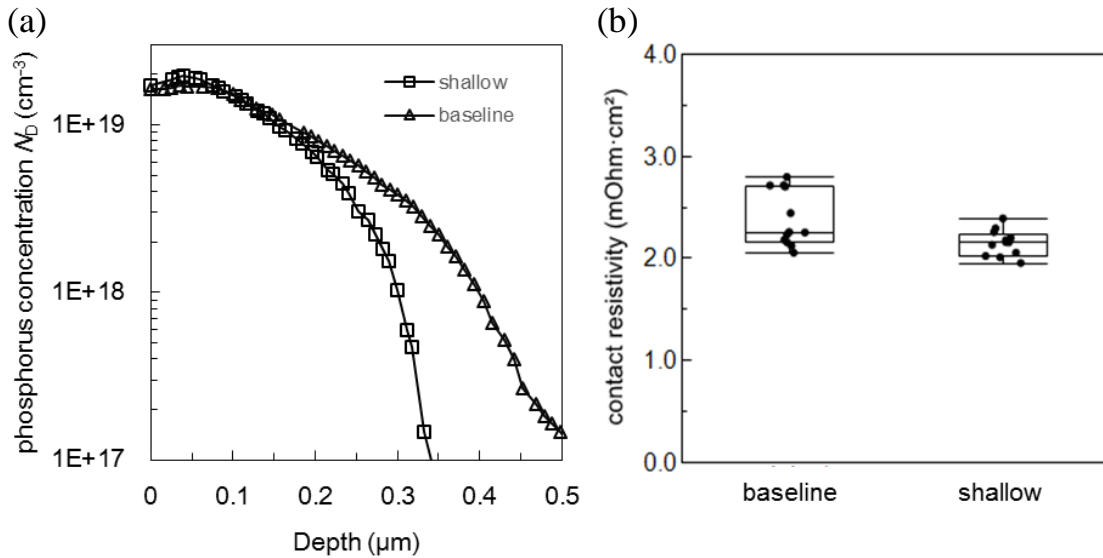 (a)
phosphorus concentration N_D (cm⁻³)
1E+19
1E+18
1E+17
shallow
baseline
0 0.1 0.2 0.3 0.4 0.5
Depth (µm)
(b)
contact resistivity (mOhm·cm²)
4.0
3.0
2.0
1.0
0.0
baseline shallow